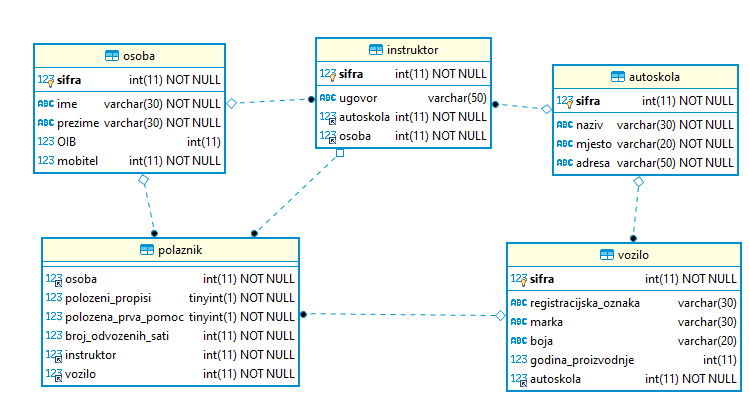 osoba
123 sifra int(11) NOT NULL
ABC ime varchar(30) NOT NULL
ABC prezime varchar(30) NOT NULL
123 OIB int(11)
123 mobitel int(11) NOT NULL
instruktor
123 sifra int(11) NOT NULL
ABC ugovor varchar(50)
123 autoskola int(11) NOT NULL
123 osoba int(11) NOT NULL
autoskola
123 sifra int(11) NOT NULL
ABC naziv varchar(30) NOT NULL
ABC mjesto varchar(20) NOT NULL
ABC adresa varchar(50) NOT NULL
polaznik
123 osoba int(11) NOT NULL
123 polozeni_propisi tinyint(1) NOT NULL
123 polozena_prva_pomoc tinyint(1) NOT NULL
123 broj_odvozenih_sati int(11) NOT NULL
123 instruktor int(11) NOT NULL
123 vozilo int(11) NOT NULL
vozilo
123 sifra int(11) NOT NULL
ABC registracijska_oznaka varchar(30)
ABC marka varchar(30)
ABC boja varchar(20)
123 godina_proizvodnje int(11)
123 autoskola int(11) NOT NULL